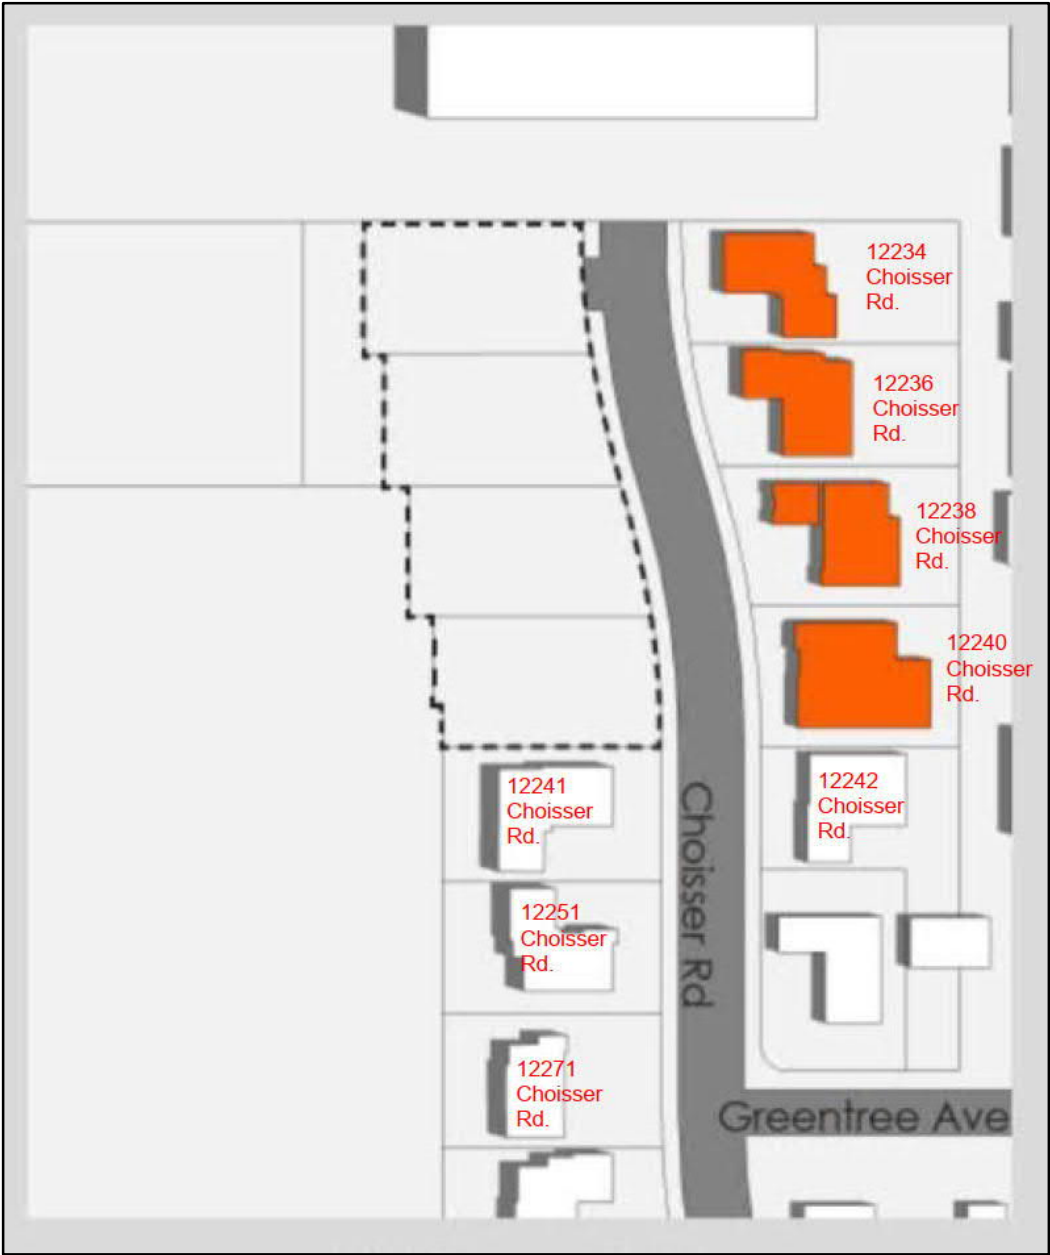 12234
Choisser
Rd.
12236
Choisser
Rd.
12238
Choisser
Rd.
12240
Choisser
Rd.
12241
Choisser
Rd.
12242
Choisser
Rd.
Choisser Rd
12251
Choisser
Rd.
12271
Choisser
Rd.
Greentree Ave